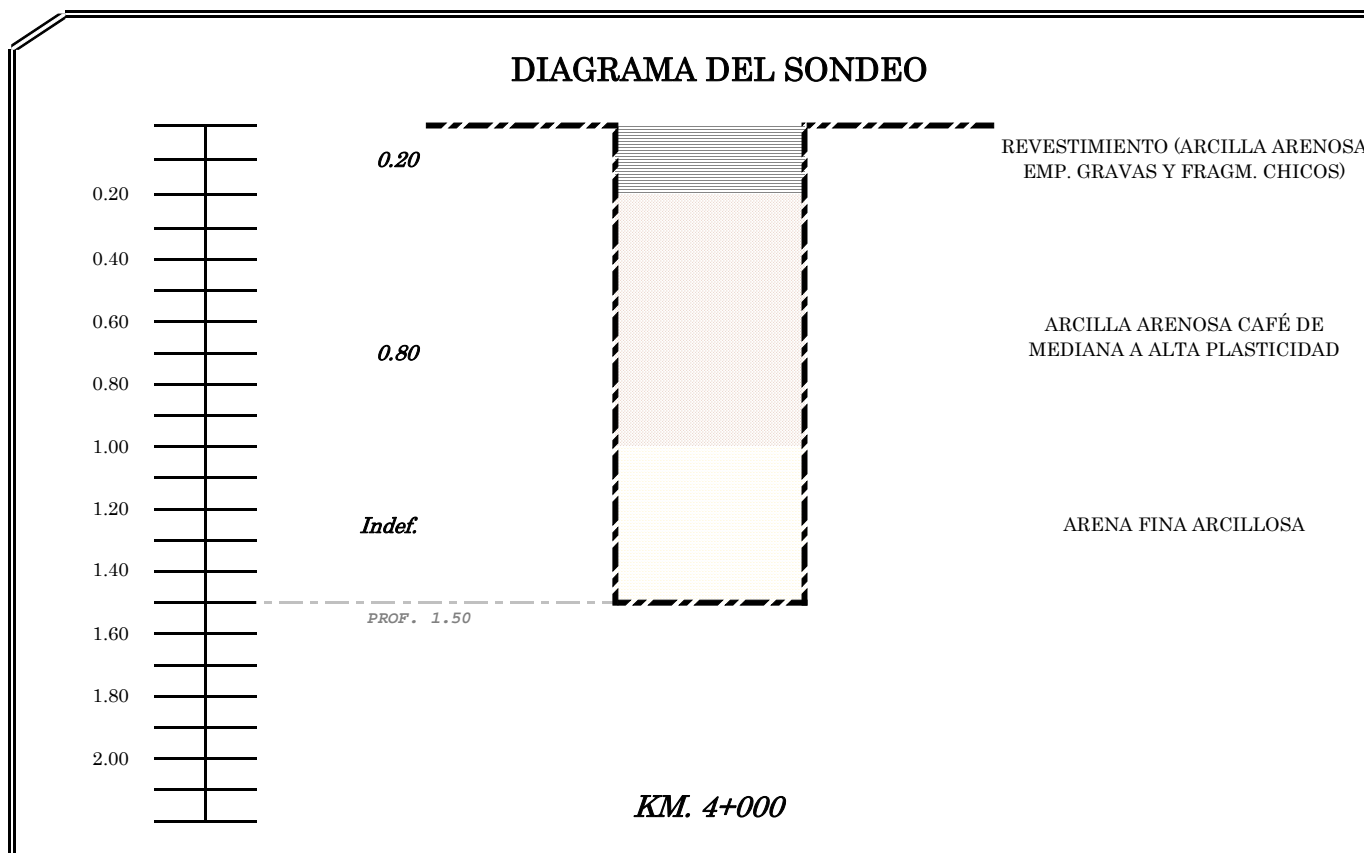 DIAGRAMA DEL SONDEO
0.20
REVESTIMIENTO (ARCILLA ARENOSA
EMP. GRAVAS Y FRAGM. CHICOS)
0.20
0.40
0.60
ARCILLA ARENOSA CAFÉ DE
MEDIANA A ALTA PLASTICIDAD
0.80
0.80
1.00
1.20
Indef.
ARENA FINA ARCILLOSA
1.40
PROF. 1.50
1.60
1.80
2.00
KM. 4+000